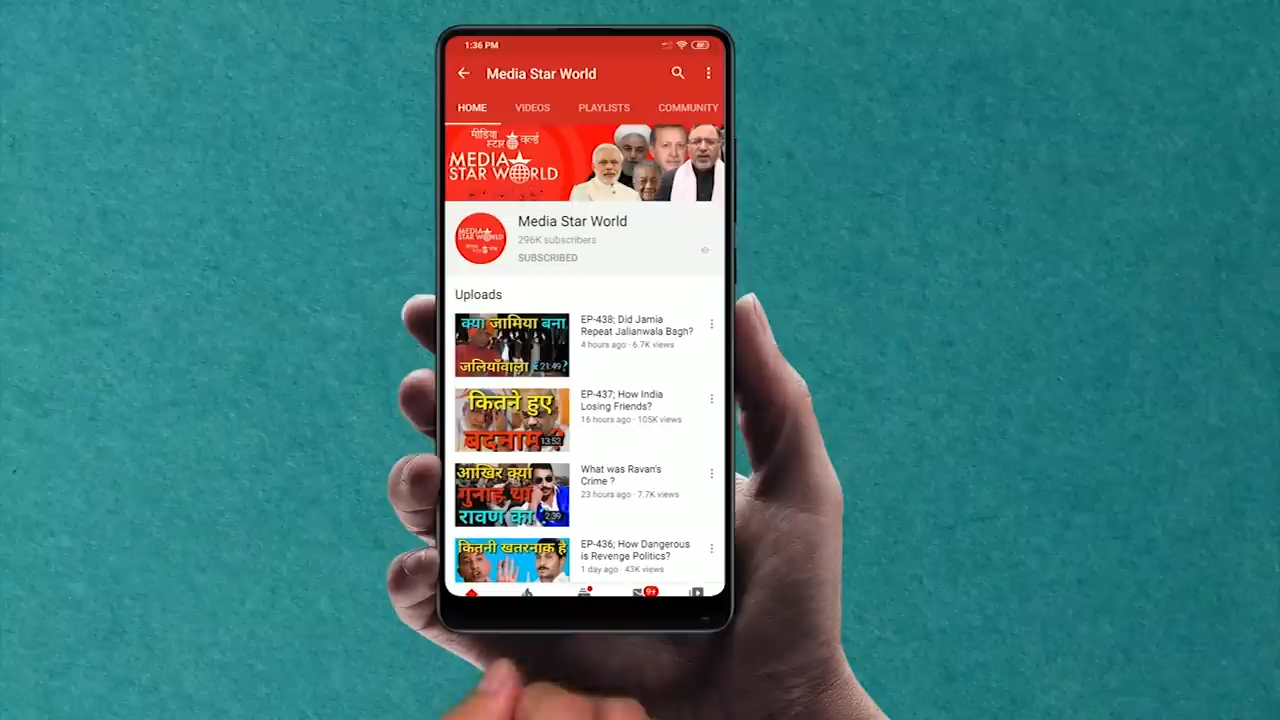 1:36 PM
Media Star World
HOME VIDEOS PLAYLISTS COMMUNITY
मीडिया
स्टार वर्ल्ड
MEDIA
STAR WORLD
MEDIA
STAR WORLD
Media Star World
296K subscribers
SUBSCRIBED
Uploads
क्या जामिया बना
जलियाँवाला
?
21:49
EP-438; Did Jamia
Repeat Jalianwala Bagh?
4 hours ago · 6.7K views
कितने हुए
बदनाम ?
13:52
EP-437; How India
Losing Friends?
16 hours ago · 105K views
आखिर क्या
गुनाह था
रावण का
2:39
What was Ravan's
Crime ?
23 hours ago · 7.7K views
कितनी खतरनाक है
EP-436; How Dangerous
is Revenge Politics?
1 day ago · 43K views
9+